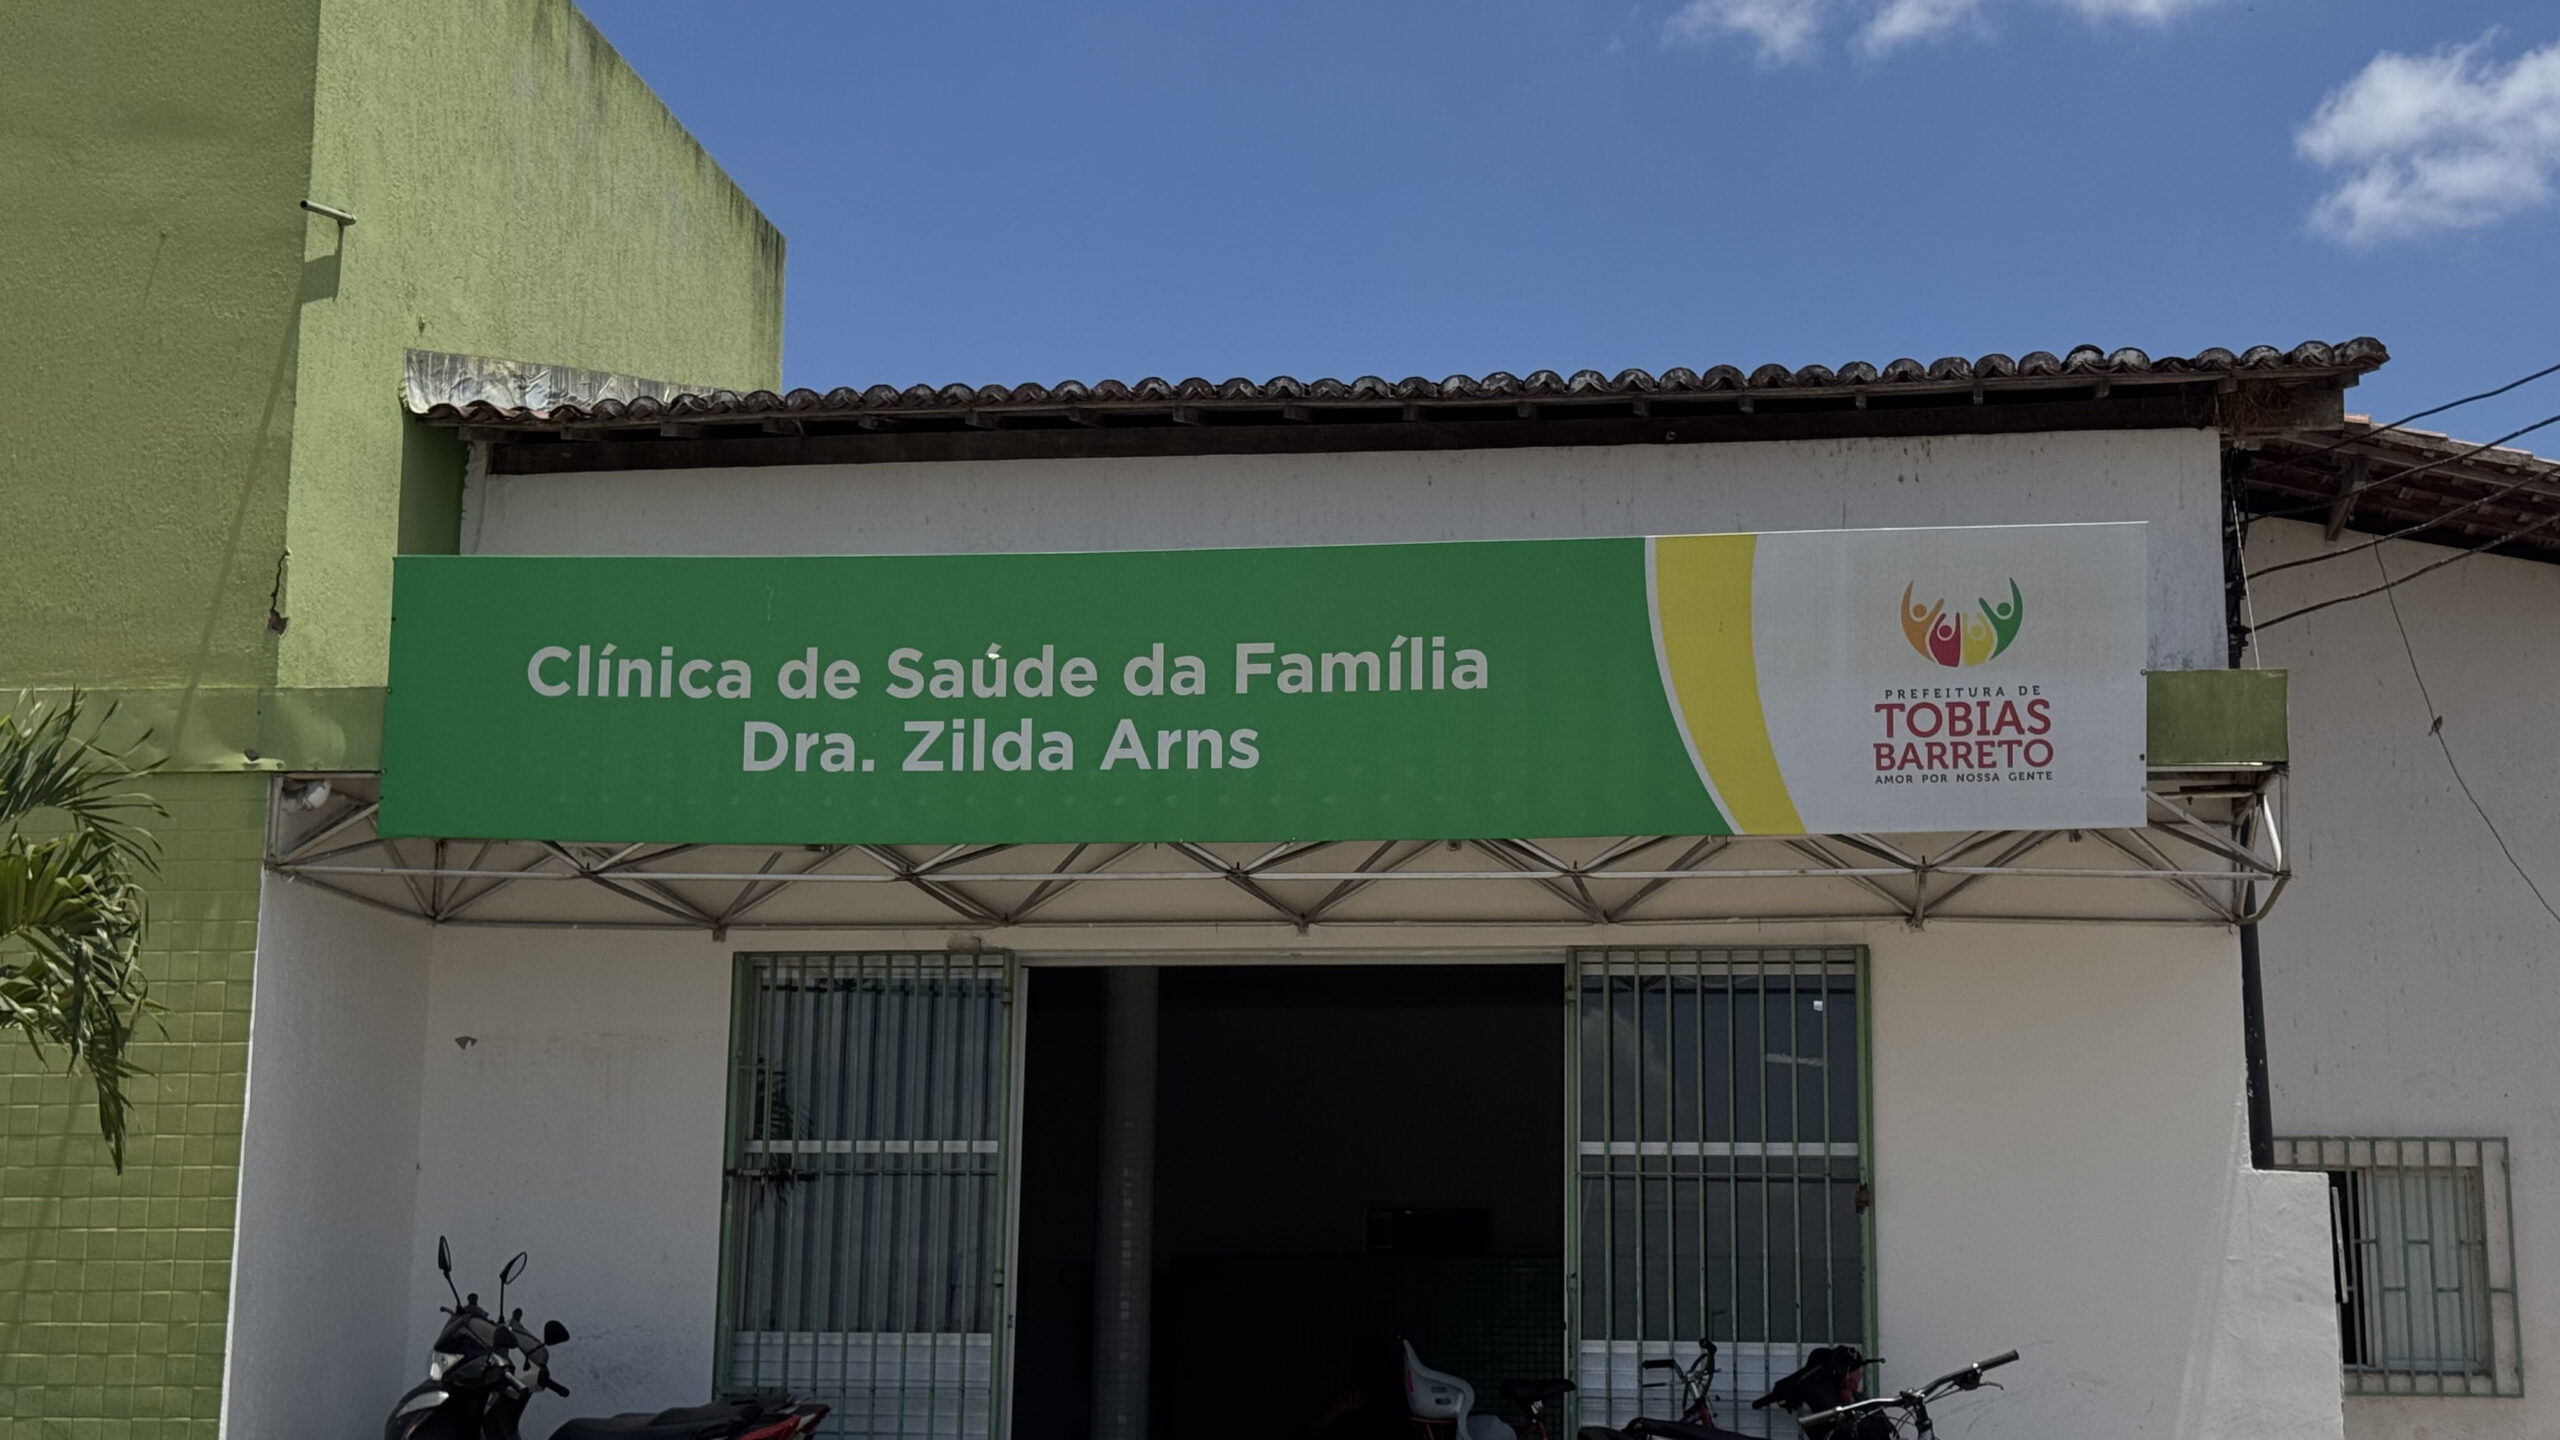 Clínica de Saúde da Família
Dra. Zilda Arns
PREFEITURA DE
TOBIAS
BARRETO
AMOR POR NOSSA GENTE